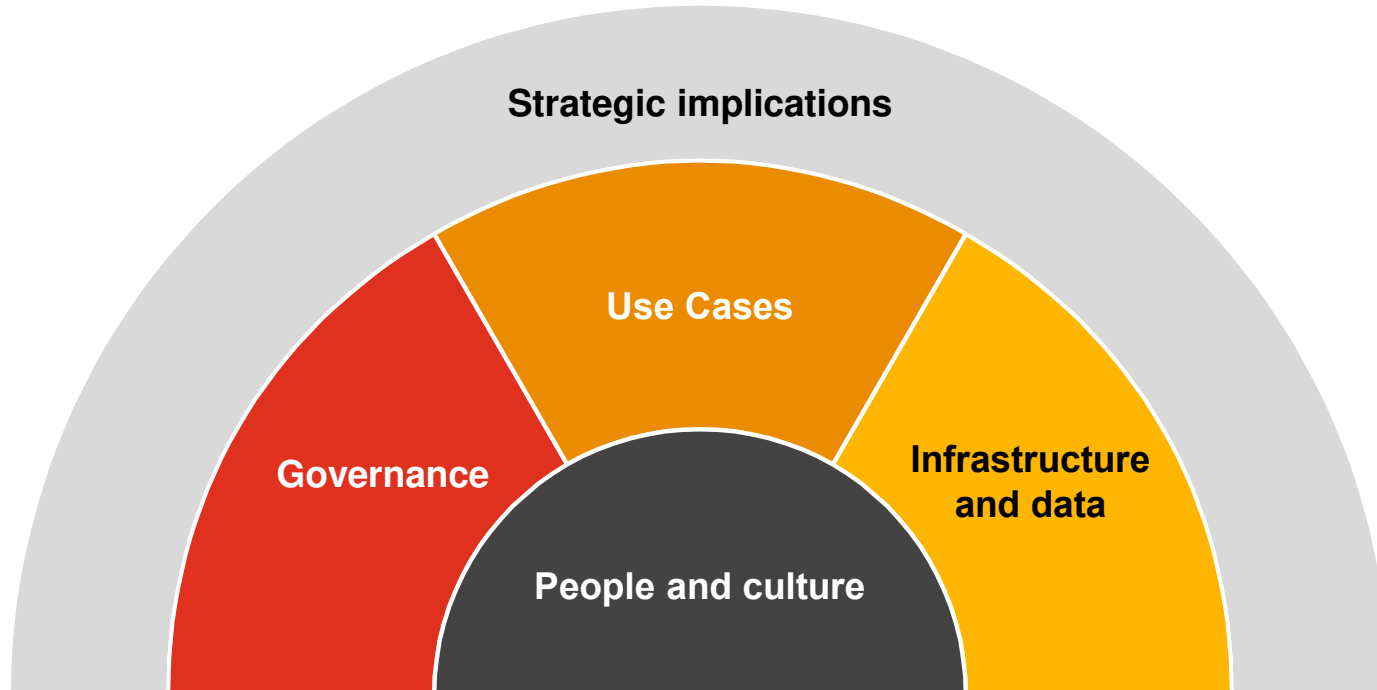 Strategic implications
Use Cases
Governance
Infrastructure
and data
People and culture